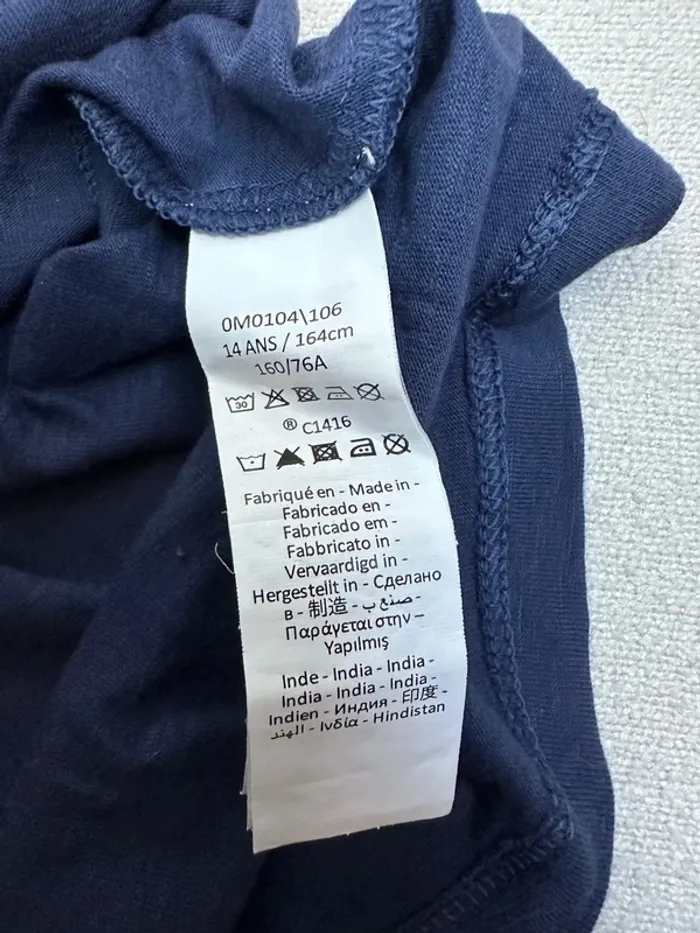 0M0104\106
14 ANS / 164cm
160/76A
30
® C1416
Fabriqué en - Made in -
Fabricado en -
Fabricado em -
Fabbricato in -
Vervaardigd in -
Hergestellt in - Сделано
в - 制造 - صنع ب -
Παράγεται στην –
Yapılmış
Inde - India - India -
India - India - India -
Indien - Индия - 印度 -
الهند - Ινδία - Hindistan